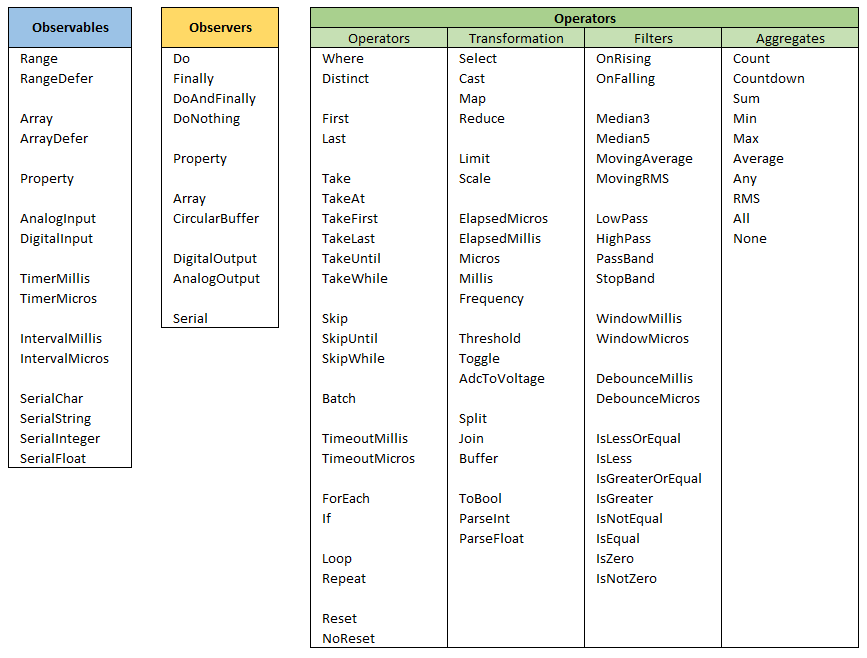 Observables
Range
RangeDefer
Array
ArrayDefer
Property
AnalogInput
DigitalInput
TimerMillis
TimerMicros
IntervalMillis
IntervalMicros
SerialChar
SerialString
SerialInteger
SerialFloat
Observers
Do
Finally
DoAndFinally
DoNothing
Property
Array
CircularBuffer
DigitalOutput
AnalogOutput
Serial
Operators
Operators
Where
Distinct
First
Last
Take
TakeAt
TakeFirst
TakeLast
TakeUntil
TakeWhile
Skip
SkipUntil
SkipWhile
Batch
TimeoutMillis
TimeoutMicros
ForEach
If
Loop
Repeat
Reset
NoReset
Transformation
Select
Cast
Map
Reduce
Limit
Scale
ElapsedMicros
ElapsedMillis
Micros
Millis
Frequency
Threshold
Toggle
AdcToVoltage
Split
Join
Buffer
ToBool
ParseInt
ParseFloat
Filters
OnRising
OnFalling
Median3
Median5
MovingAverage
MovingRMS
LowPass
HighPass
PassBand
StopBand
WindowMillis
WindowMicros
DebounceMillis
DebounceMicros
IsLessOrEqual
IsLess
IsGreaterOrEqual
IsGreater
IsNotEqual
IsEqual
IsZero
IsNotZero
Aggregates
Count
Countdown
Sum
Min
Max
Average
Any
RMS
All
None